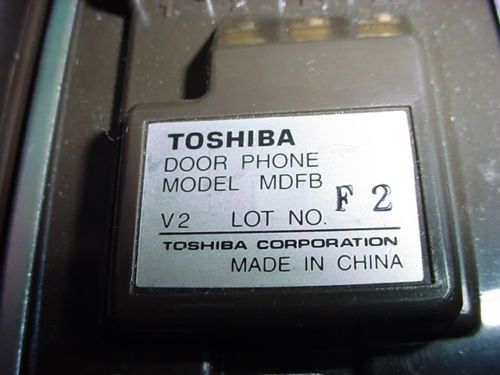 TOSHIBA
DOOR PHONE
MODEL MDFB
V2 LOT NO. F 2
TOSHIBA CORPORATION
MADE IN CHINA